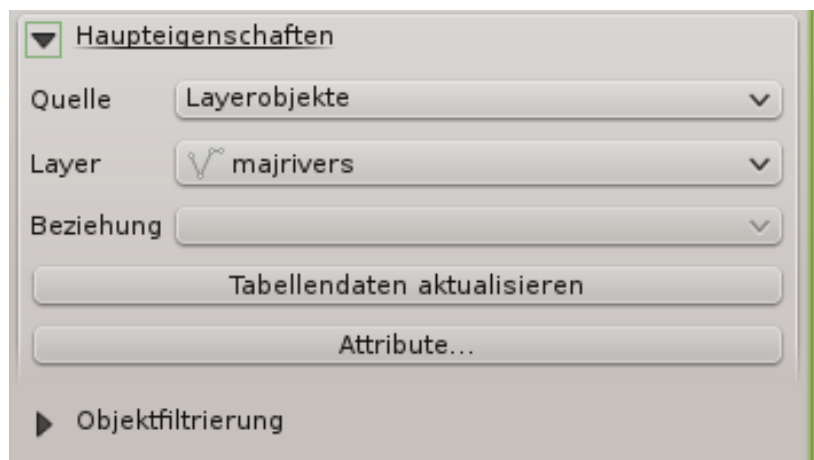 Haupteigenschaften
Quelle Layerobjekte
Layer majrivers
Beziehung
Tabellendaten aktualisieren
Attribute...
Objektfiltrierung